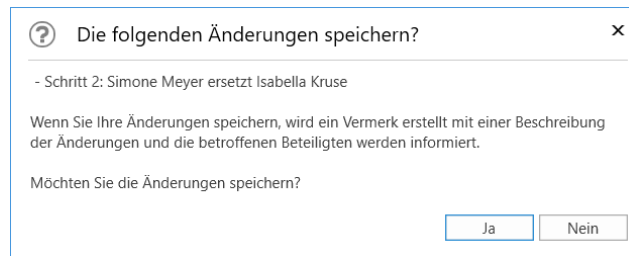 ? Die folgenden Änderungen speichern? x
- Schritt 2: Simone Meyer ersetzt Isabella Kruse
Wenn Sie Ihre Änderungen speichern, wird ein Vermerk erstellt mit einer Beschreibung
der Änderungen und die betroffenen Beteiligten werden informiert.
Möchten Sie die Änderungen speichern?
Ja Nein